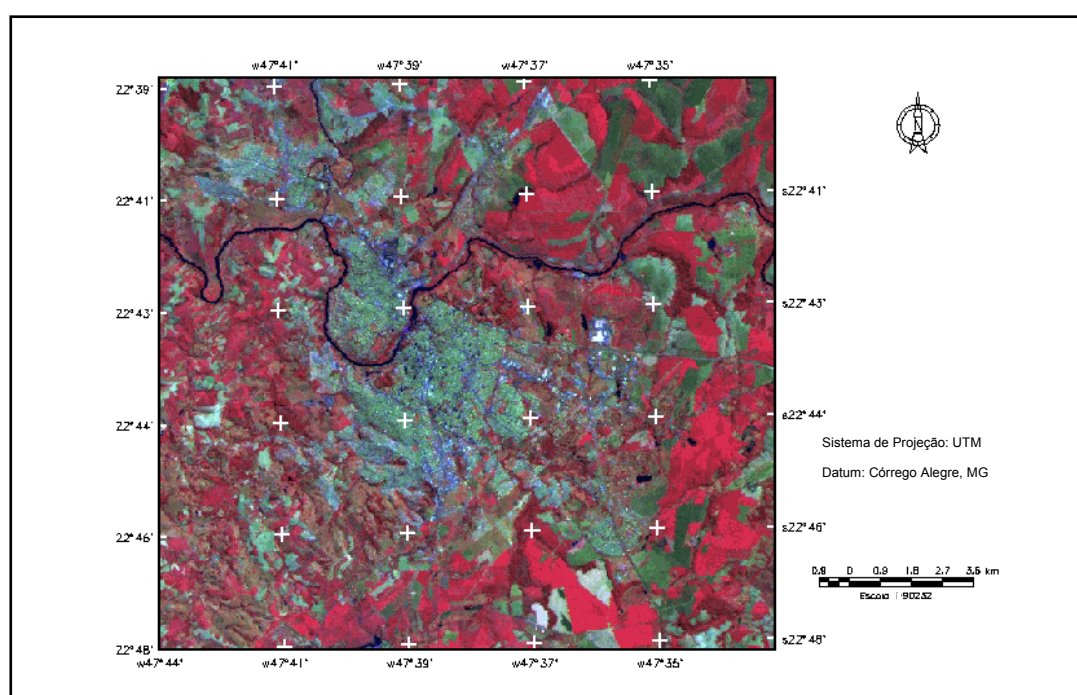 w47°41' w47°39' w47°37' w47°35'
22°39'
22°41' s22°41'
22°43' s22°43'
22°44' s22°44'
Sistema de Projeção: UTM
Datum: Córrego Alegre, MG
22°46' s22°46'
0.9 0 0.9 1.8 2.7 3.6 km
Escala 1:90232
22°48' s22°48'
w47°44' w47°41' w47°39' w47°37' w47°35'
N